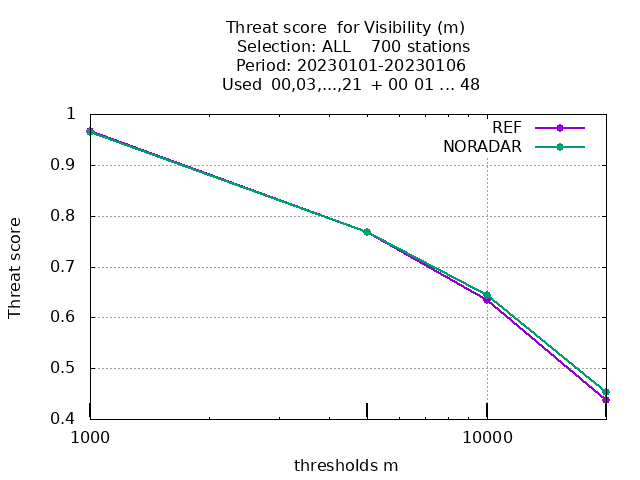 Threat score for Visibility (m)
Selection: ALL 700 stations
Period: 20230101-20230106
Used 00,03,...,21 + 00 01 ... 48
REF
NORADAR
1
0.9
0.8
0.7
0.6
0.5
0.4
Threat score
1000 10000
thresholds m